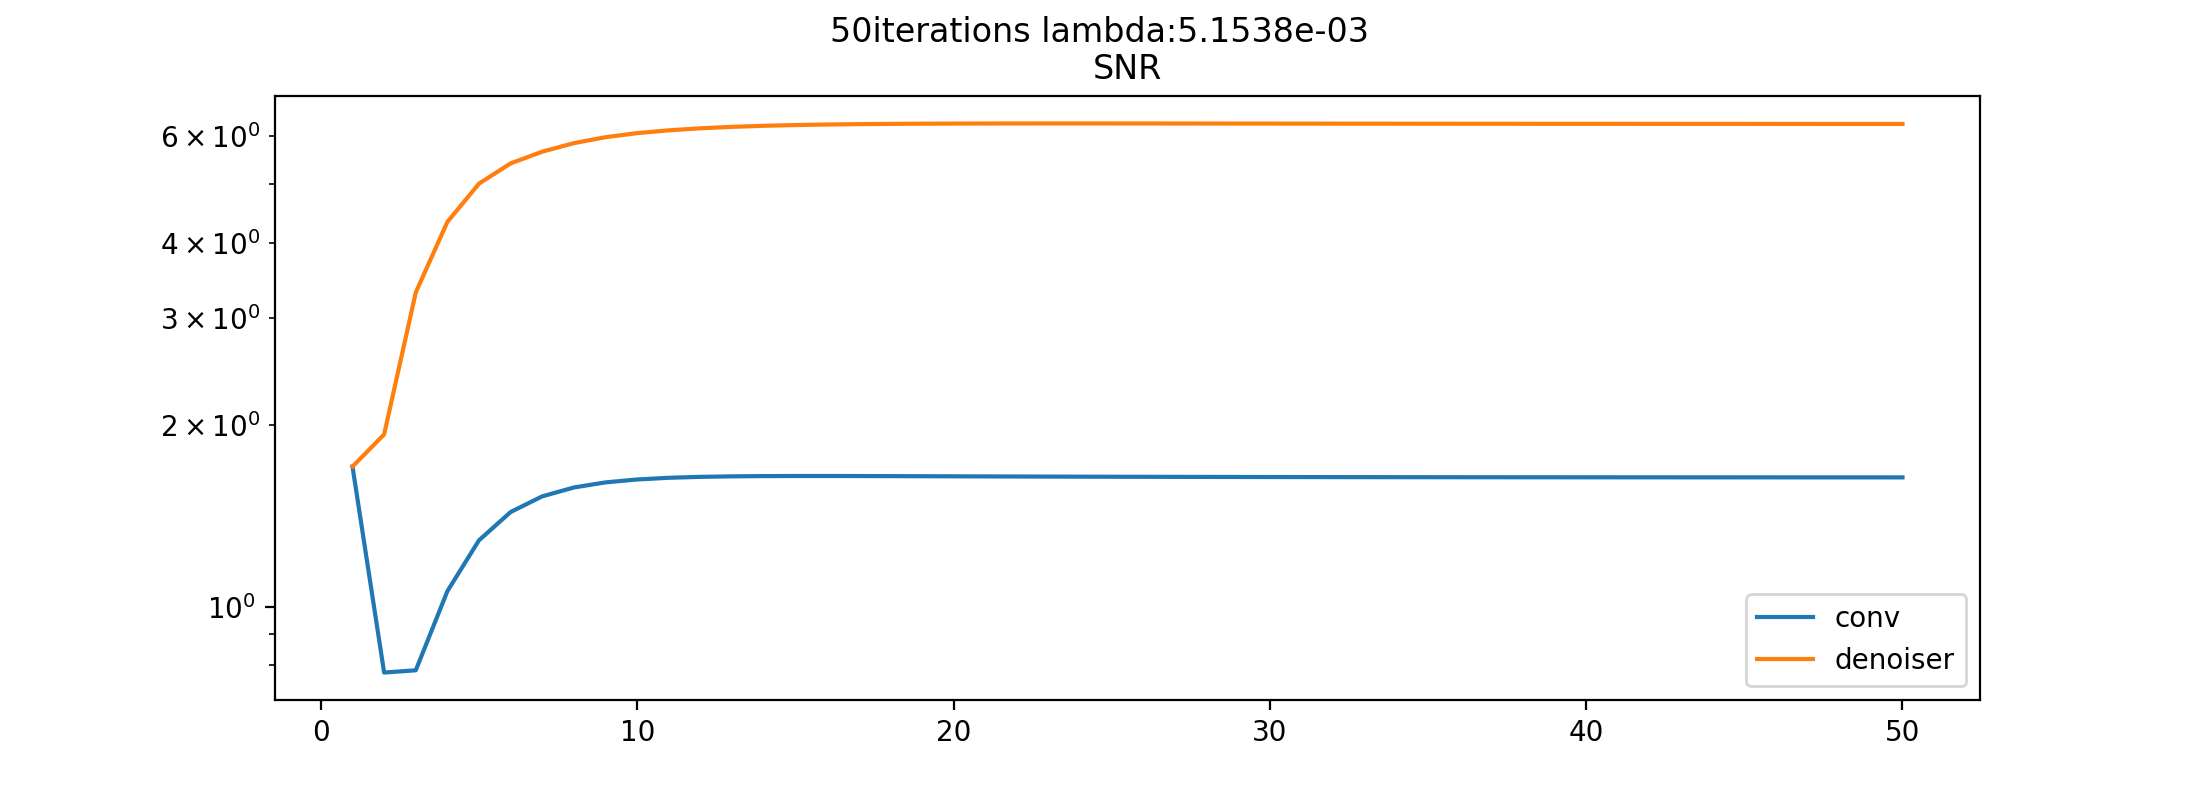 50iterations lambda:5.1538e-03
SNR
6 × 10⁰
4 × 10⁰
3 × 10⁰
2 × 10⁰
10⁰
conv
denoiser
0 10 20 30 40 50